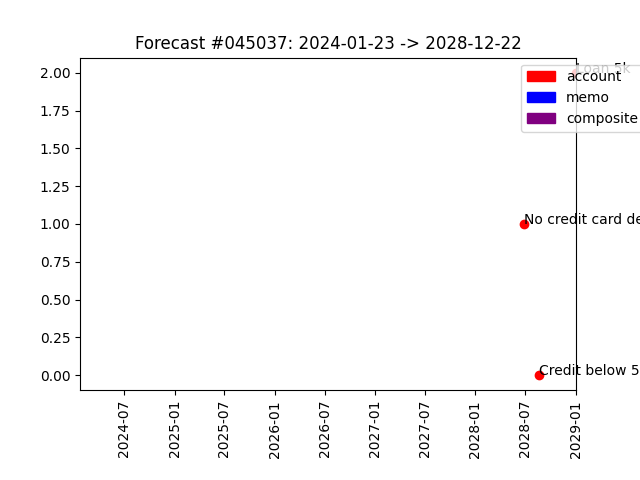 Forecast #045037: 2024-01-23 -> 2028-12-22
2.00
1.75
1.50
1.25
1.00
0.75
0.50
0.25
0.00
Loan 5k
account
memo
composite
No credit card de
Credit below 5
2024-07
2025-01
2025-07
2026-01
2026-07
2027-01
2027-07
2028-01
2028-07
2029-01